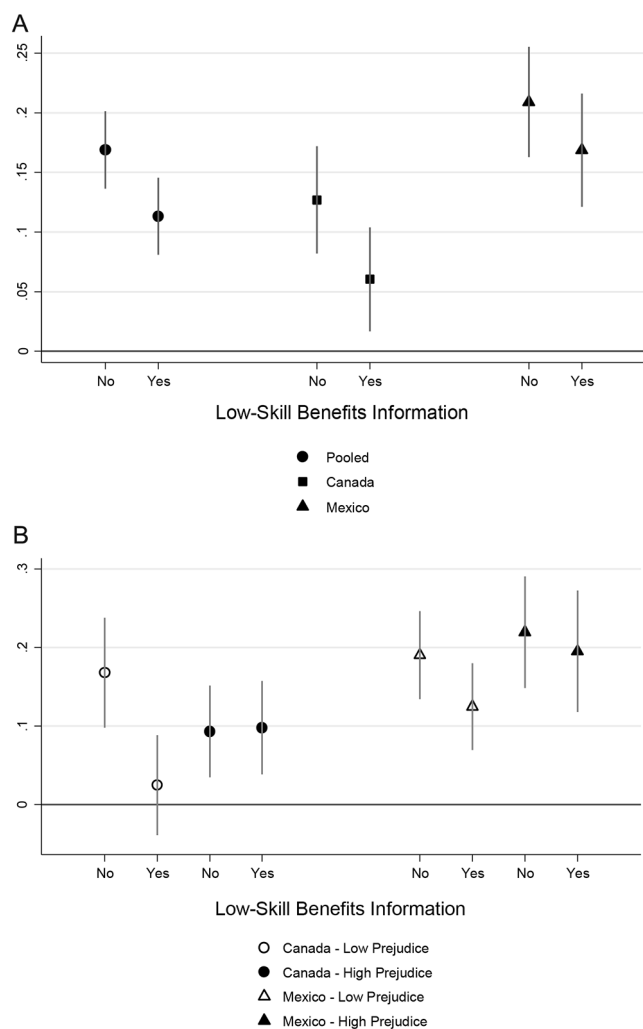 A
.25
.2
.15
.1
.05
0
No Yes No Yes No Yes
Low-Skill Benefits Information
Pooled
Canada
Mexico
B
.3
.2
.1
0
No Yes No Yes No Yes No Yes
Low-Skill Benefits Information
Canada - Low Prejudice
Canada - High Prejudice
Mexico - Low Prejudice
Mexico - High Prejudice